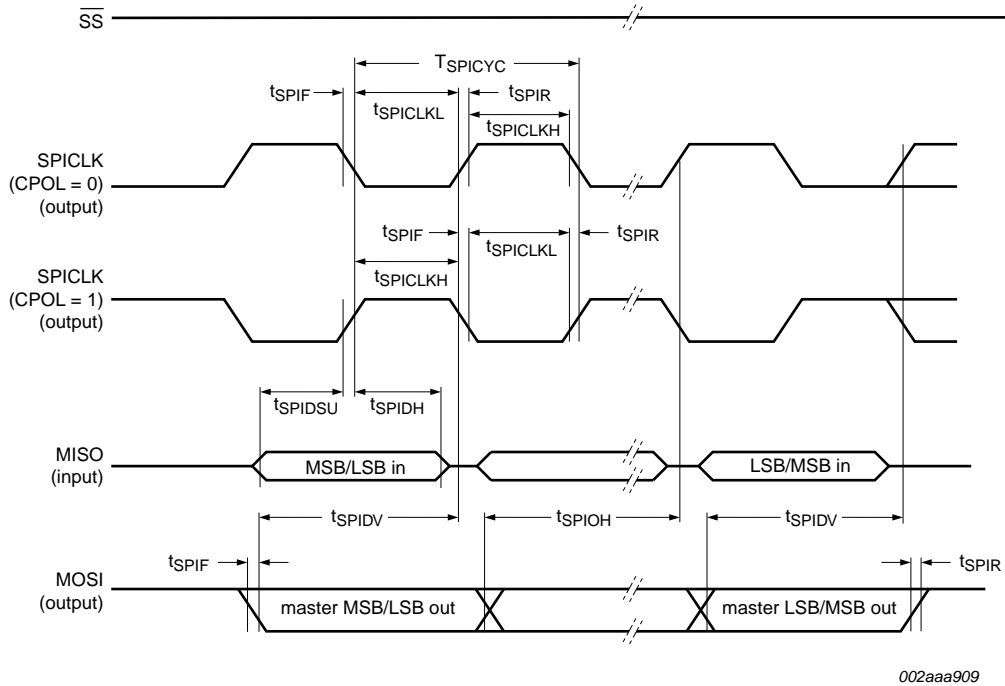 SS
TSPICYC
tSPIF
tSPICLKL
tSPIR
tSPICLKH
SPICLK
(CPOL = 0)
(output)
tSPIF
tSPICLKL
tSPIR
tSPICLKH
SPICLK
(CPOL = 1)
(output)
tSPIDSU
tSPIDH
MISO
(input)
MSB/LSB in
LSB/MSB in
tSPIDV
tSPIOH
tSPIDV
tSPIF
tSPIR
MOSI
(output)
master MSB/LSB out
master LSB/MSB out
002aaa909